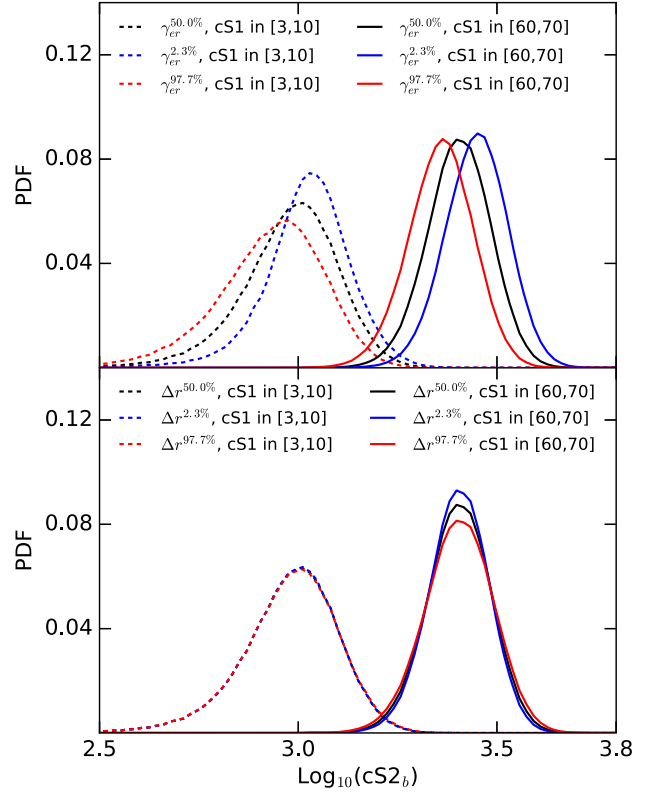 0.12
0.08
0.04
PDF
γ_er^50.0%, cS1 in [3,10]
γ_er^2.3%, cS1 in [3,10]
γ_er^97.7%, cS1 in [3,10]
γ_er^50.0%, cS1 in [60,70]
γ_er^2.3%, cS1 in [60,70]
γ_er^97.7%, cS1 in [60,70]
0.12
0.08
0.04
PDF
Δr^50.0%, cS1 in [3,10]
Δr^2.3%, cS1 in [3,10]
Δr^97.7%, cS1 in [3,10]
Δr^50.0%, cS1 in [60,70]
Δr^2.3%, cS1 in [60,70]
Δr^97.7%, cS1 in [60,70]
2.5 3.0 3.5 3.8
Log_10(cS2_b)